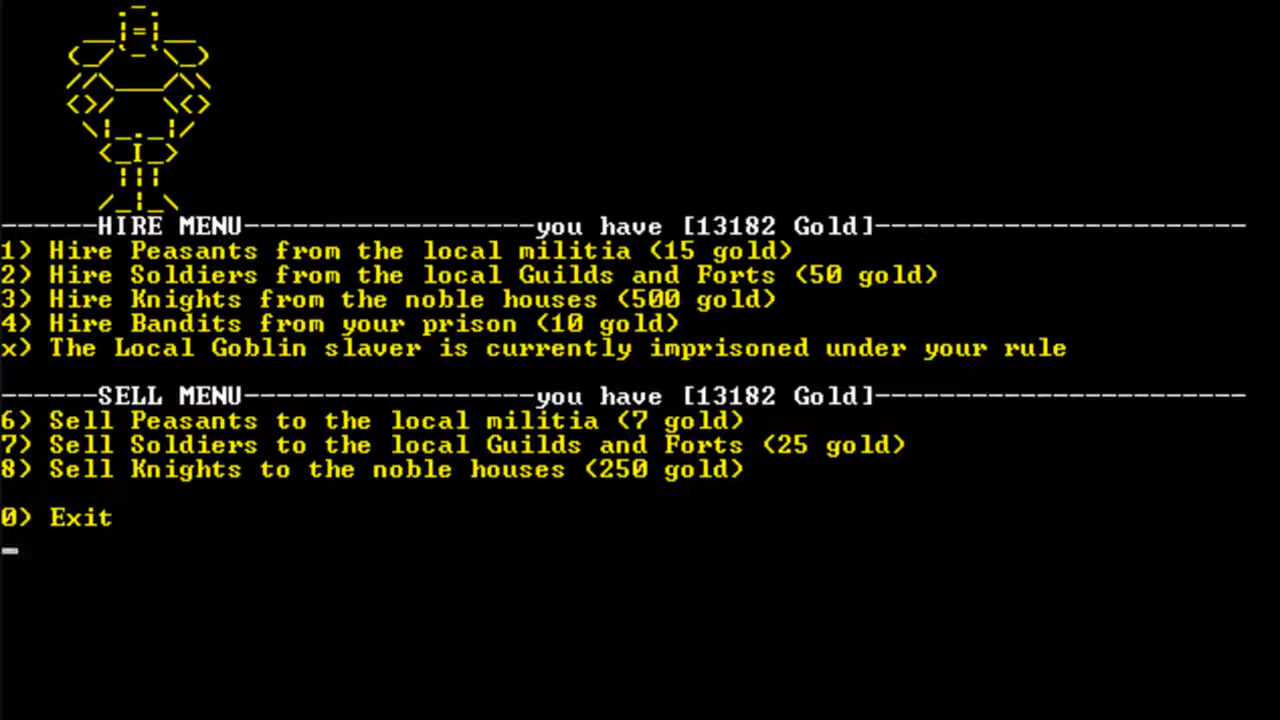 ------HIRE MENU------------------you have [13182 Gold]-----------------------
1) Hire Peasants from the local militia (15 gold)
2) Hire Soldiers from the local Guilds and Forts (50 gold)
3) Hire Knights from the noble houses (500 gold)
4) Hire Bandits from your prison (10 gold)
x) The Local Goblin slaver is currently imprisoned under your rule
------SELL MENU------------------you have [13182 Gold]-----------------------
6) Sell Peasants to the local militia (7 gold)
7) Sell Soldiers to the local Guilds and Forts (25 gold)
8) Sell Knights to the noble houses (250 gold)
0) Exit